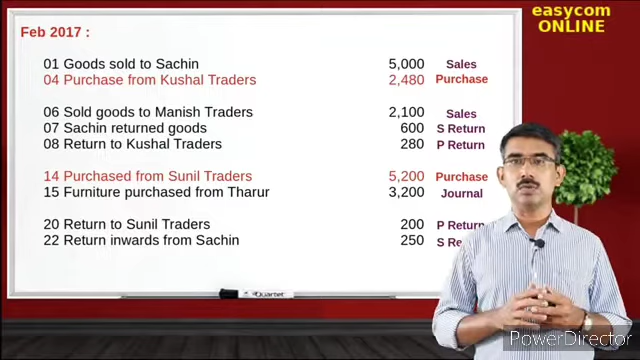 easycom
ONLINE
Feb 2017 :
01 Goods sold to Sachin 5,000 Sales
04 Purchase from Kushal Traders 2,480 Purchase
06 Sold goods to Manish Traders 2,100 Sales
07 Sachin returned goods 600 S Return
08 Return to Kushal Traders 280 P Return
14 Purchased from Sunil Traders 5,200 Purchase
15 Furniture purchased from Tharur 3,200 Journal
20 Return to Sunil Traders 200 P Return
22 Return inwards from Sachin 250 S Re
Quartet
PowerDirector